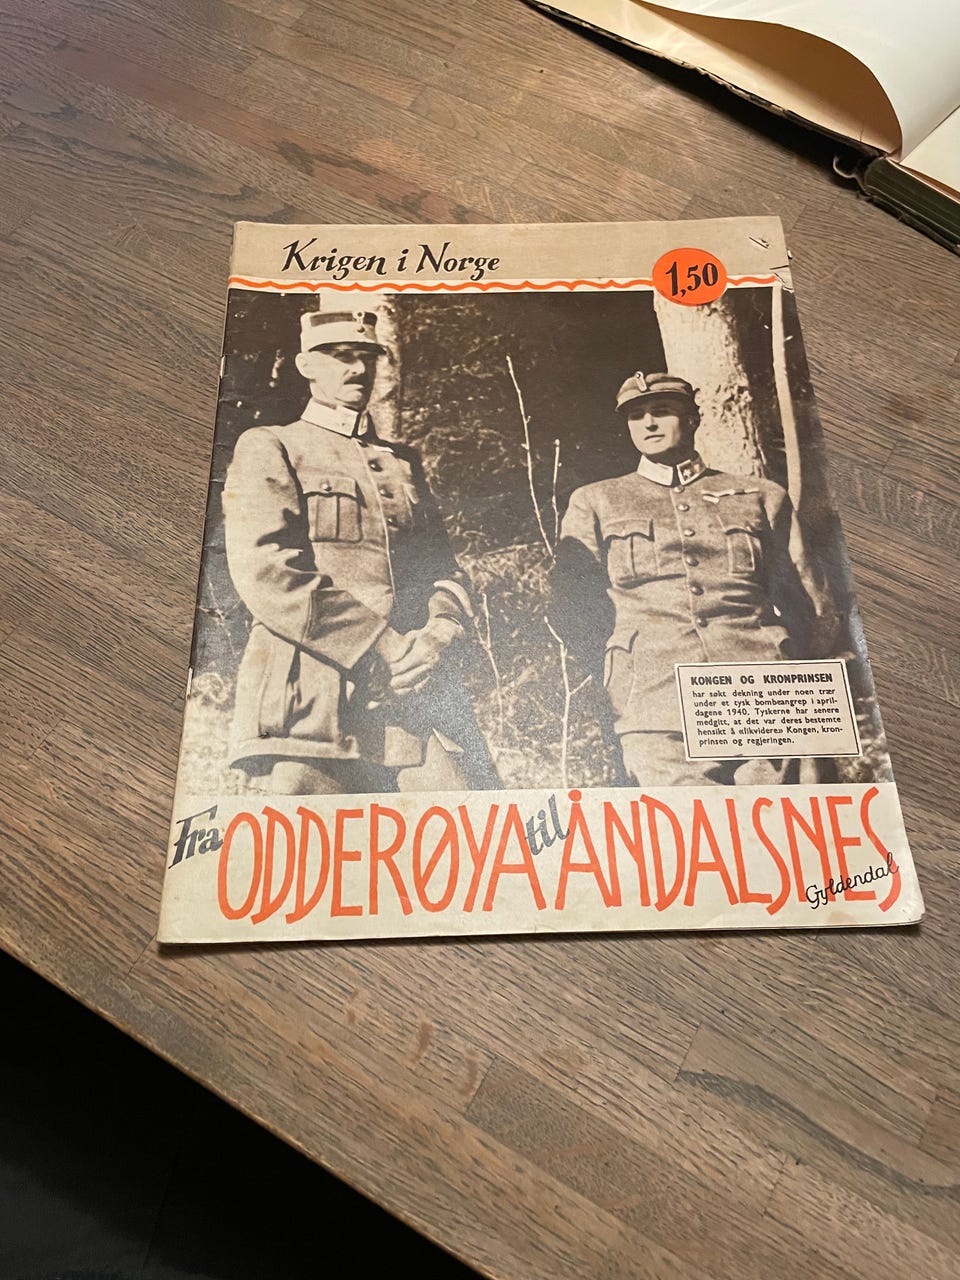 Krigen i Norge
1,50
KONGEN OG KRONPRINSEN
har søkt dekning under noen trær
under et tysk bombeangrep i april-
dagene 1940. Tyskerne har senere
medgitt, at det var deres bestemte
hensikt å «likvidere» Kongen, kron-
prinsen og regjeringen.
Fra ODDERØYA til ÅNDALSNES
Gyldendal